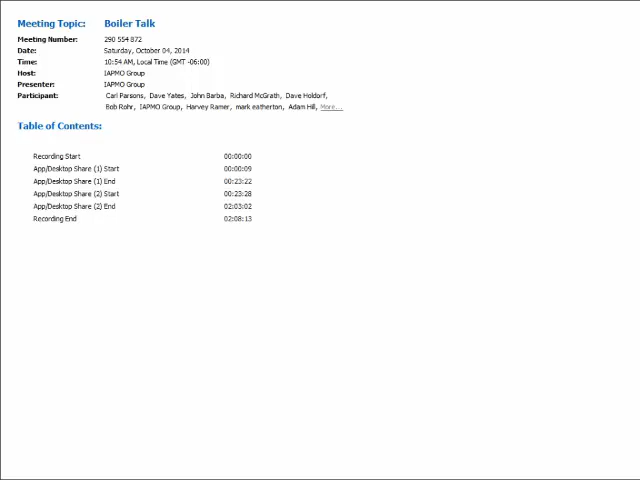 Meeting Topic: Boiler Talk
Meeting Number: 290 554 872
Date: Saturday, October 04, 2014
Time: 10:54 AM, Local Time (GMT -06:00)
Host: IAPMO Group
Presenter: IAPMO Group
Participant: Carl Parsons, Dave Yates, John Barba, Richard McGrath, Dave Holdorf,
Bob Rohr, IAPMO Group, Harvey Ramer, mark eatherton, Adam Hill, More...
Table of Contents:
Recording Start 00:00:00
App/Desktop Share (1) Start 00:00:09
App/Desktop Share (1) End 00:23:22
App/Desktop Share (2) Start 00:23:28
App/Desktop Share (2) End 02:03:02
Recording End 02:08:13